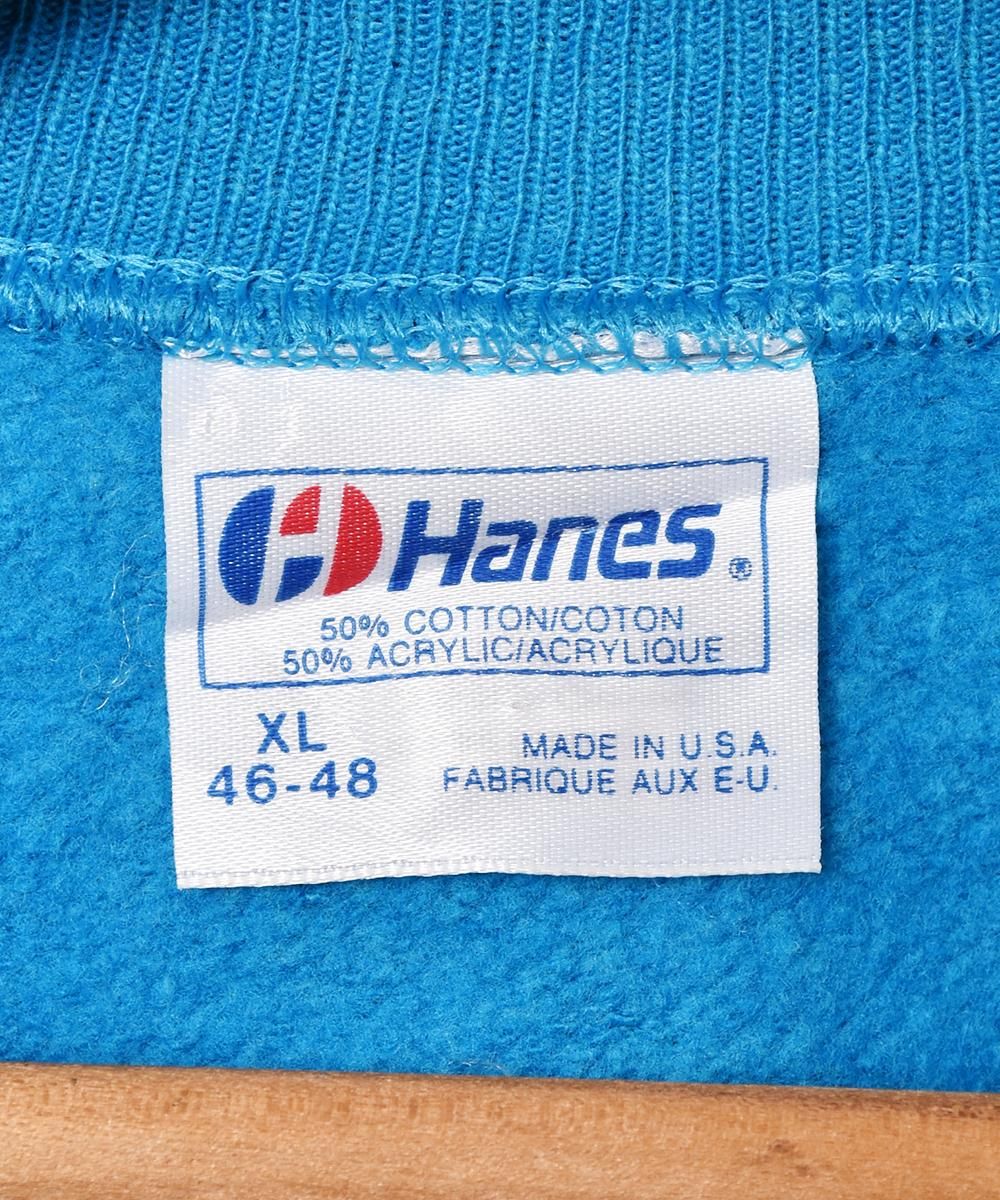 Hanes®
50% COTTON/COTON
50% ACRYLIC/ACRYLIQUE
XL
46-48
MADE IN U.S.A.
FABRIQUE AUX E-U.